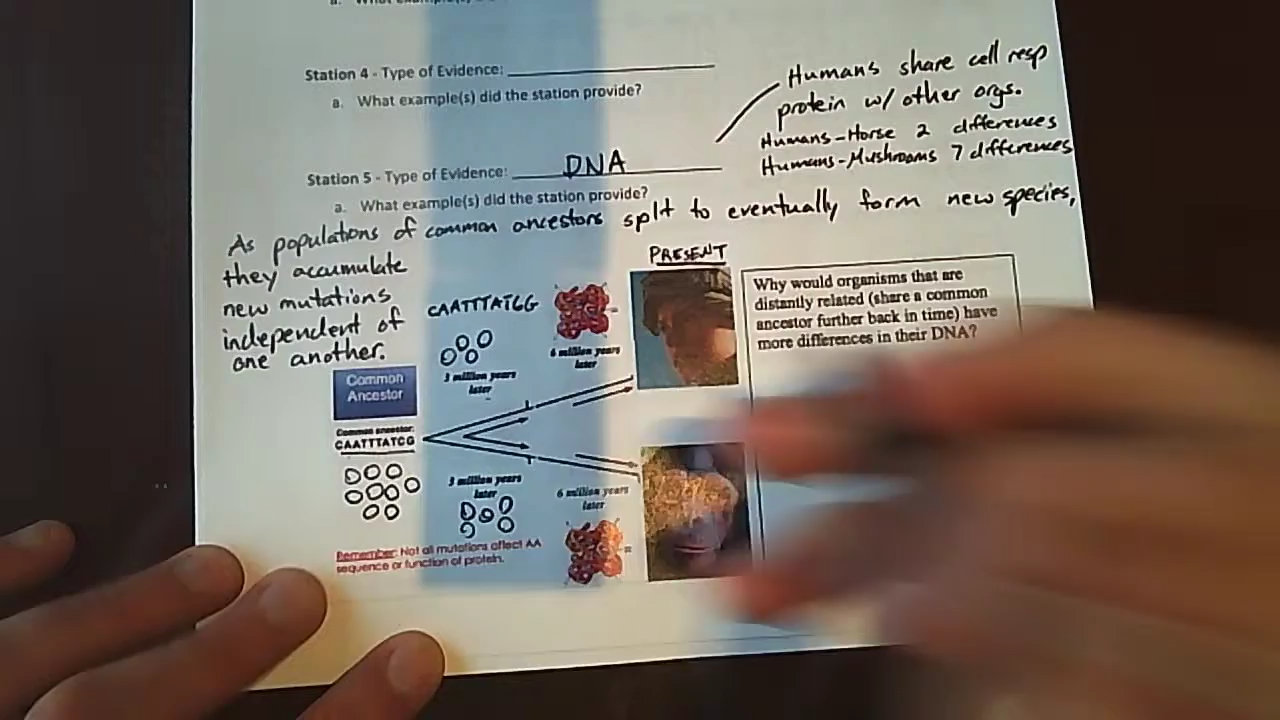 Station 4 - Type of Evidence:
a. What example(s) did the station provide?
Humans share cell resp
protein w/ other orgs.
Humans-Horse 2 differences
Humans-Mushrooms 7 differences
Station 5 - Type of Evidence: DNA
a. What example(s) did the station provide?
As populations of common ancestors split to eventually form new species,
they accumulate
new mutations
independent of
one another.
PRESENT
CAATTTATCG
6 million years
later
3 million years
later
Common
Ancestor
Common ancestor:
CAATTTATCG
3 million years
later
6 million years
later
Remember: Not all mutations affect AA
sequence or function of protein.
Why would organisms that are
distantly related (share a common
ancestor further back in time) have
more differences in their DNA?